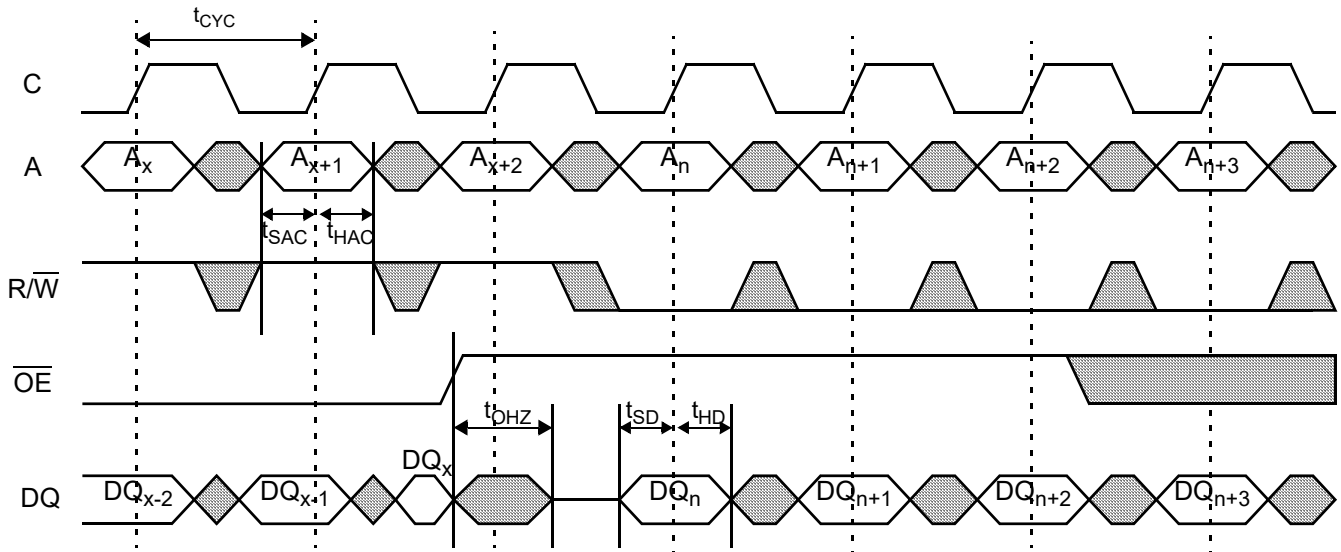 tCYC
C
A Ax Ax+1 Ax+2 An An+1 An+2 An+3
tSAC tHAC
R/W̅
O̅E̅
tOHZ tSD tHD
DQx
DQ DQx-2 DQx-1 DQn DQn+1 DQn+2 DQn+3